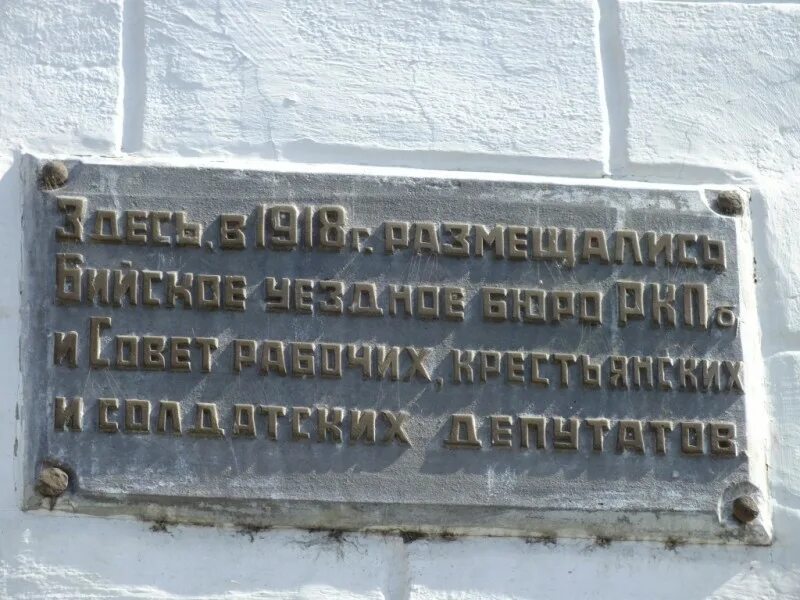 Здесь, в 1918 г. размещались
Бийское уездное бюро РКП/б/
и Совет рабочих, крестьянских
и солдатских депутатов